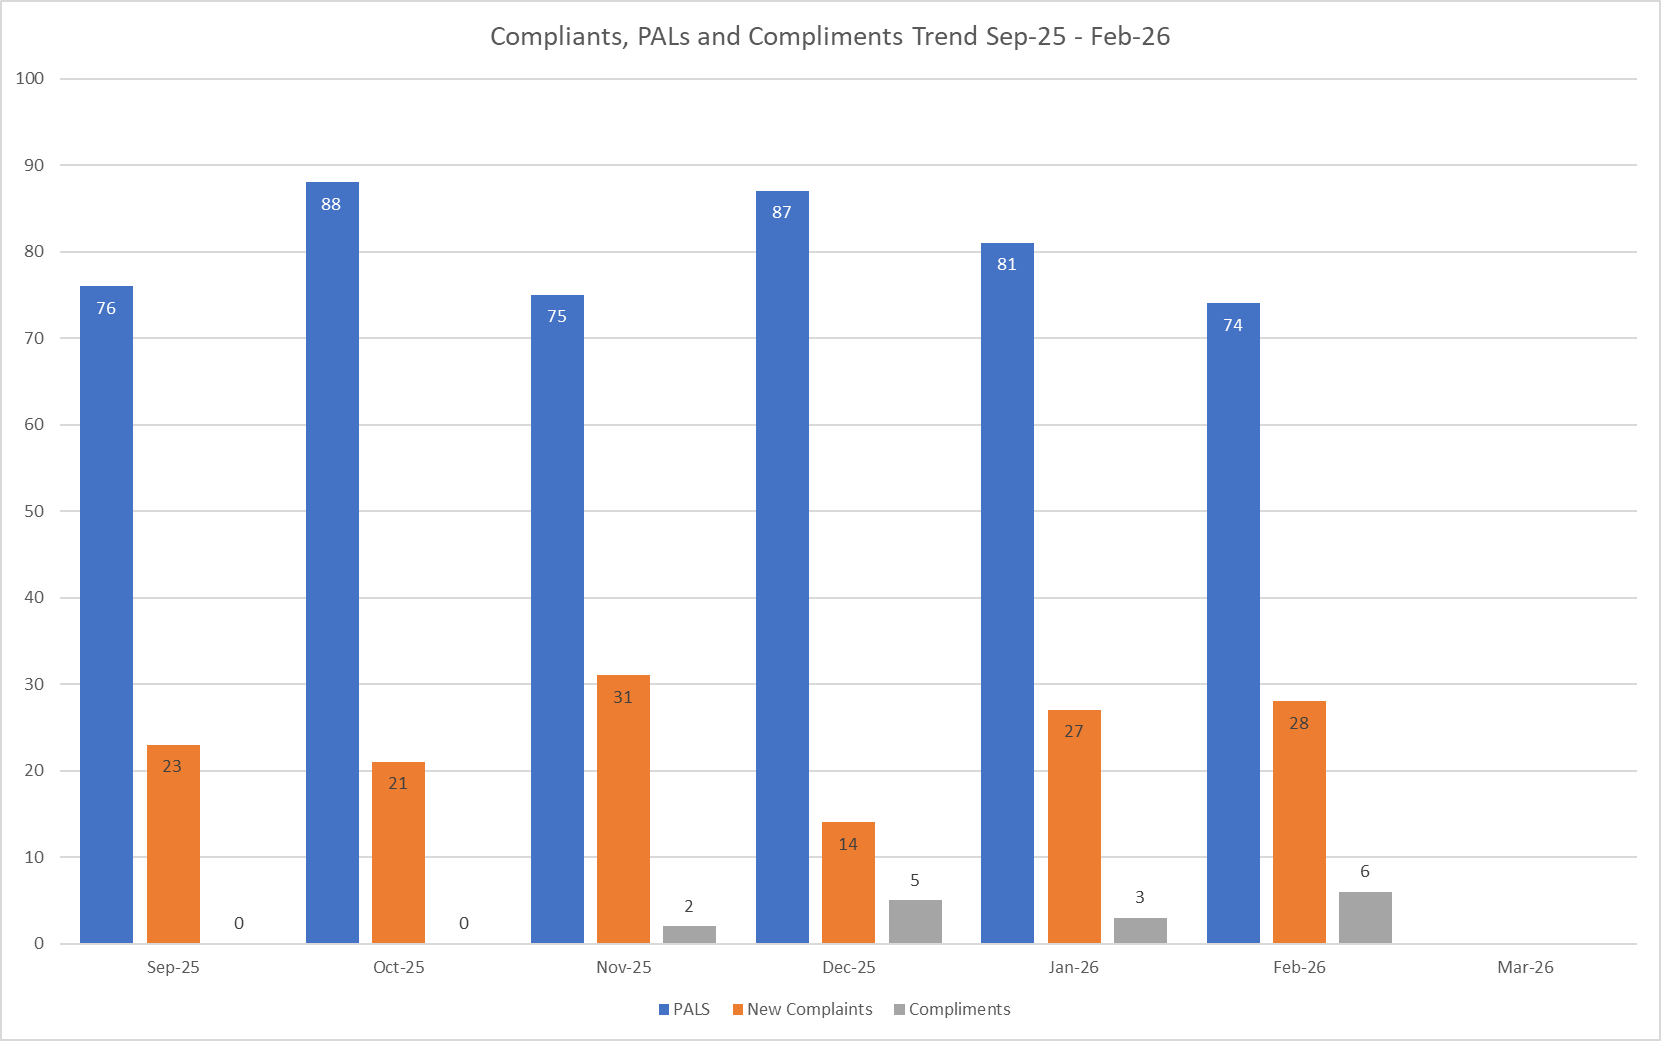 Compliants, PALs and Compliments Trend Sep-25 - Feb-26
100
90
80
70
60
50
40
30
20
10
0
76
23
0
88
21
0
75
31
2
87
14
5
81
27
3
74
28
6
Sep-25
Oct-25
Nov-25
Dec-25
Jan-26
Feb-26
Mar-26
PALS
New Complaints
Compliments